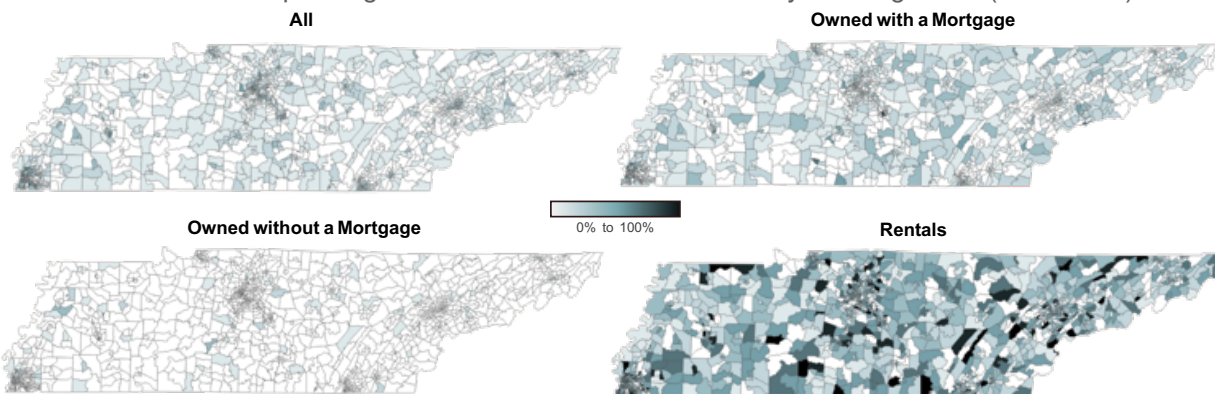 All
Owned with a Mortgage
0% to 100%
Owned without a Mortgage
Rentals